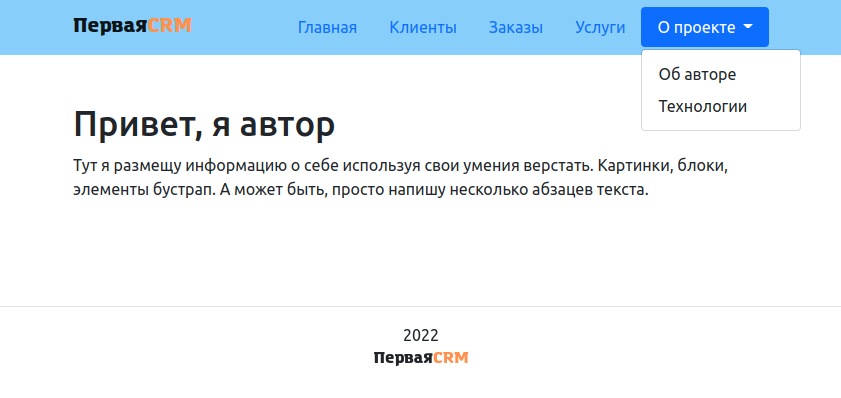 ПерваяCRM
Главная Клиенты Заказы Услуги О проекте
Об авторе
Технологии
Привет, я автор
Тут я размещу информацию о себе используя свои умения верстать. Картинки, блоки,
элементы бустрап. А может быть, просто напишу несколько абзацев текста.
2022
ПерваяCRM